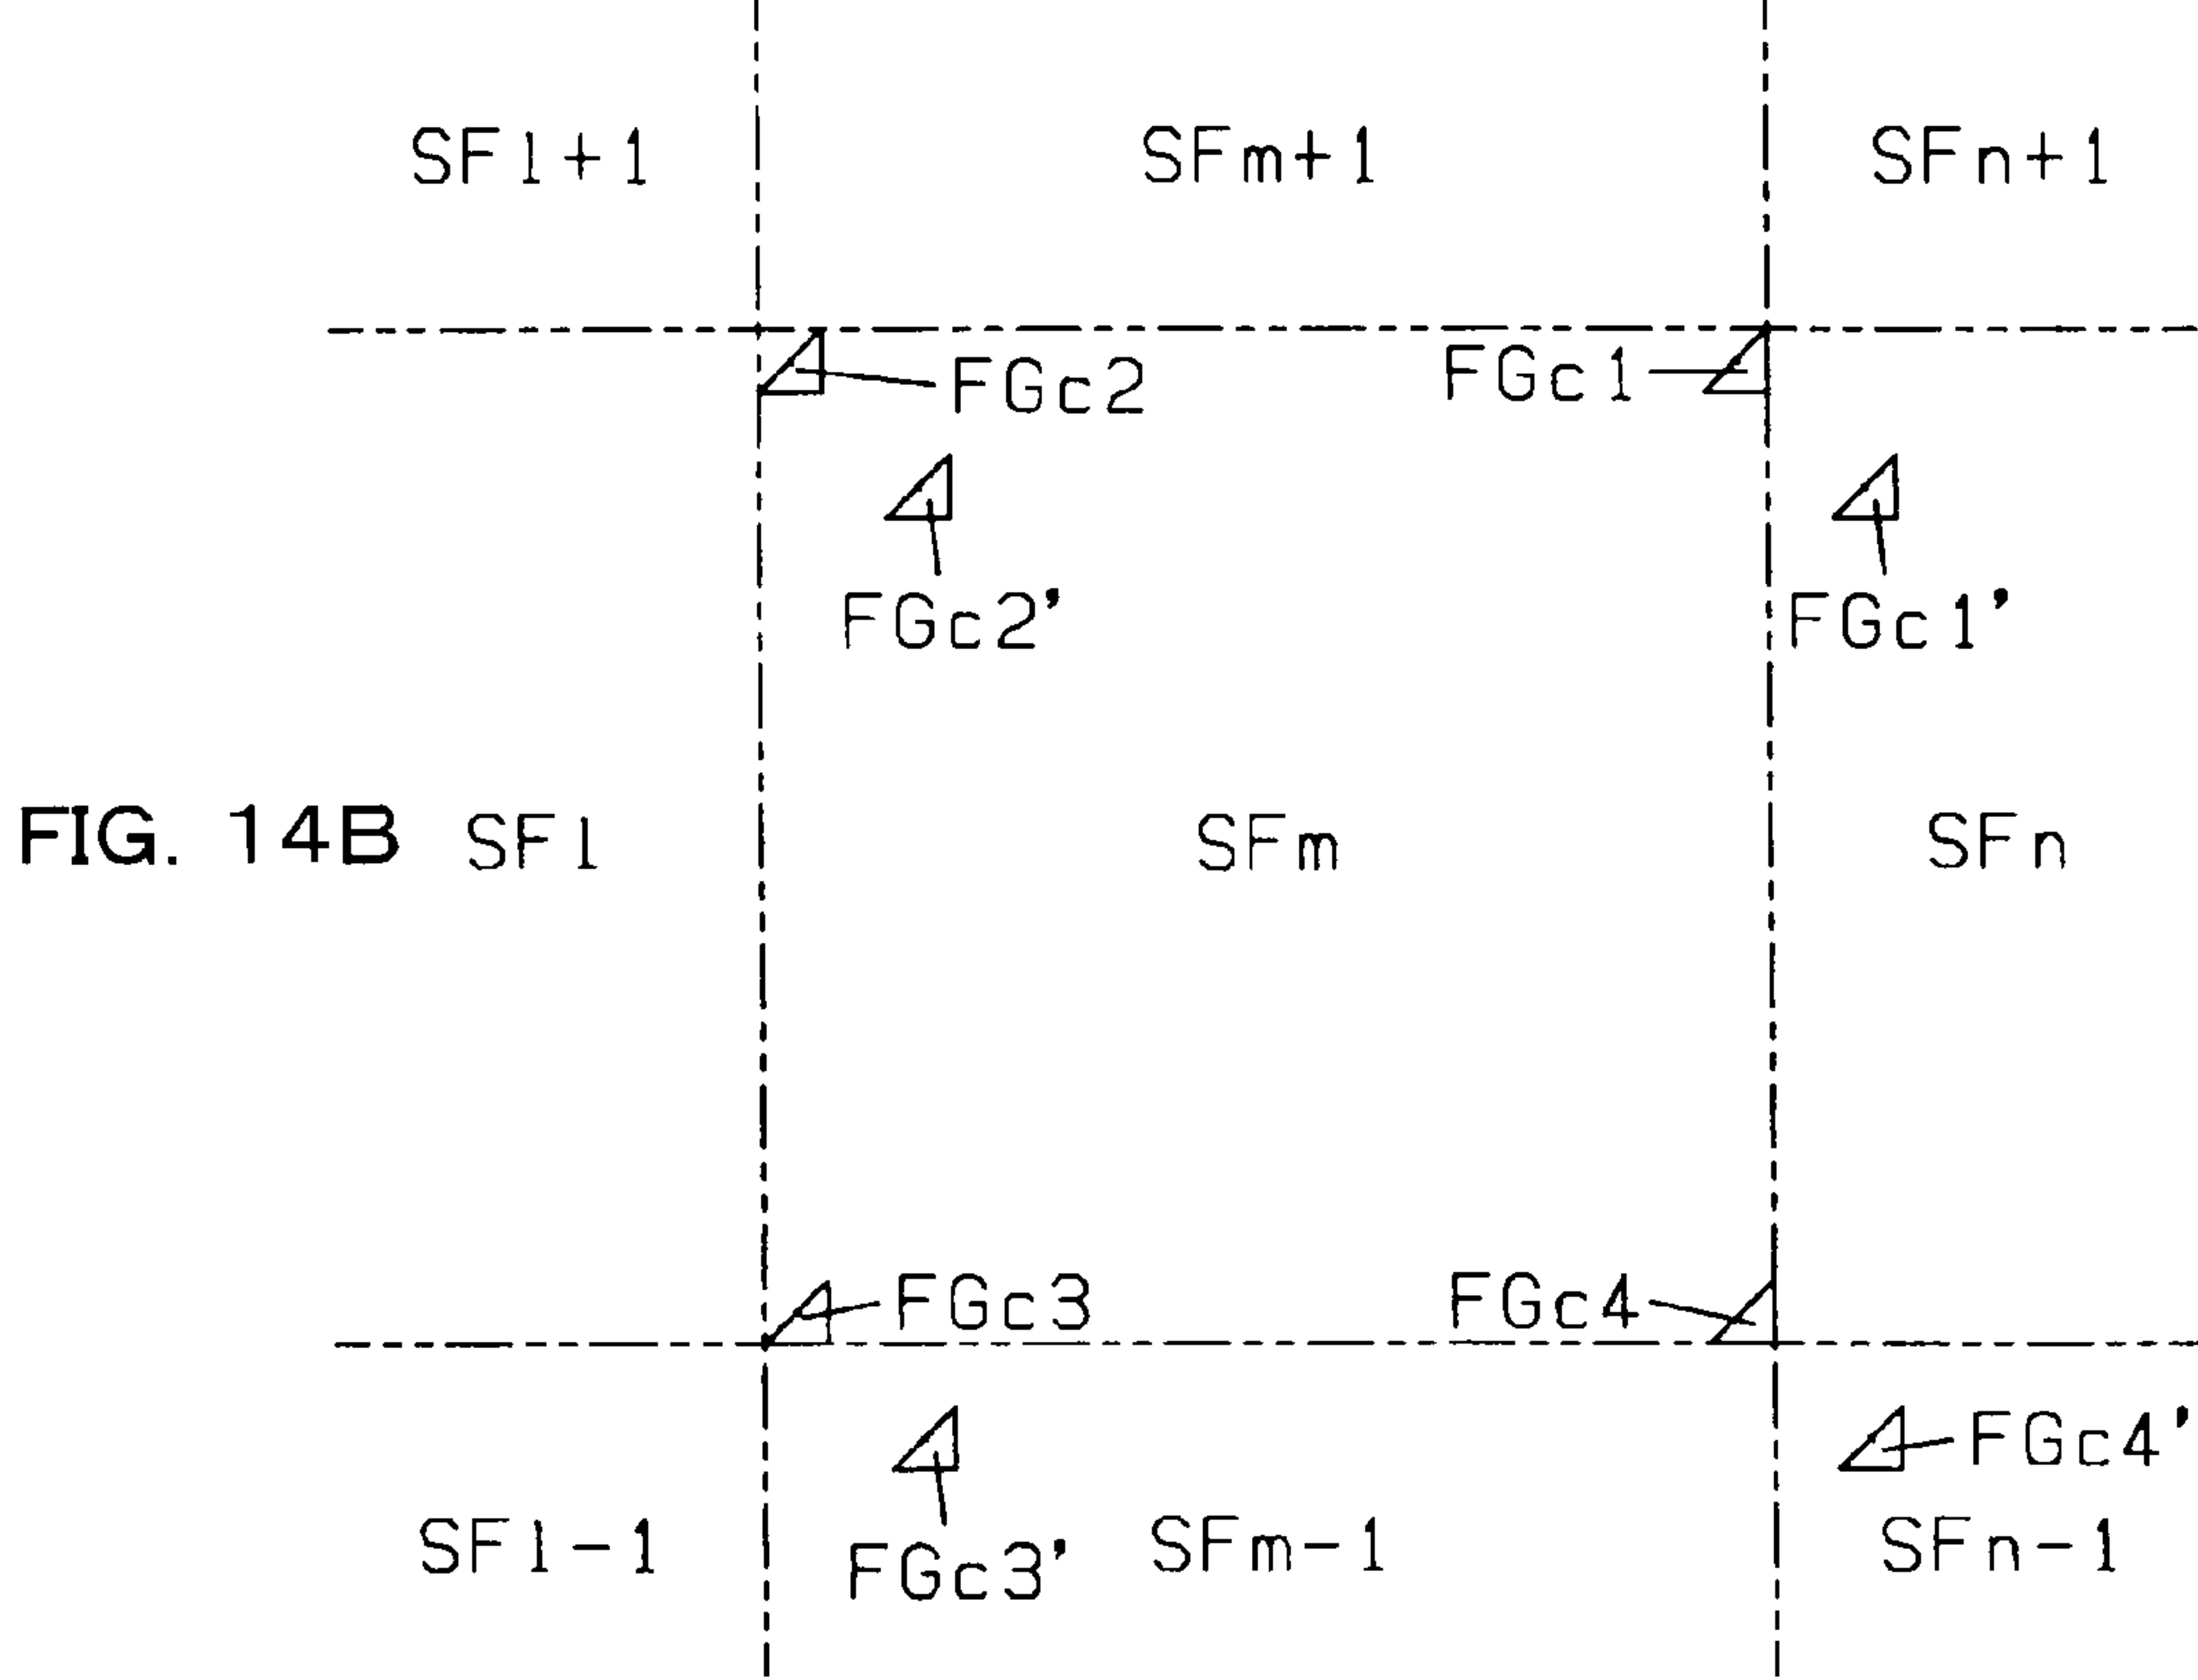 SFl+1 SFm+1 SFn+1
FGc2 FGc1
FGc2' FGc1'
FIG. 14B SFl SFm SFn
FGc3 FGc4
FGc4'
SFl-1 FGc3' SFm-1 SFn-1